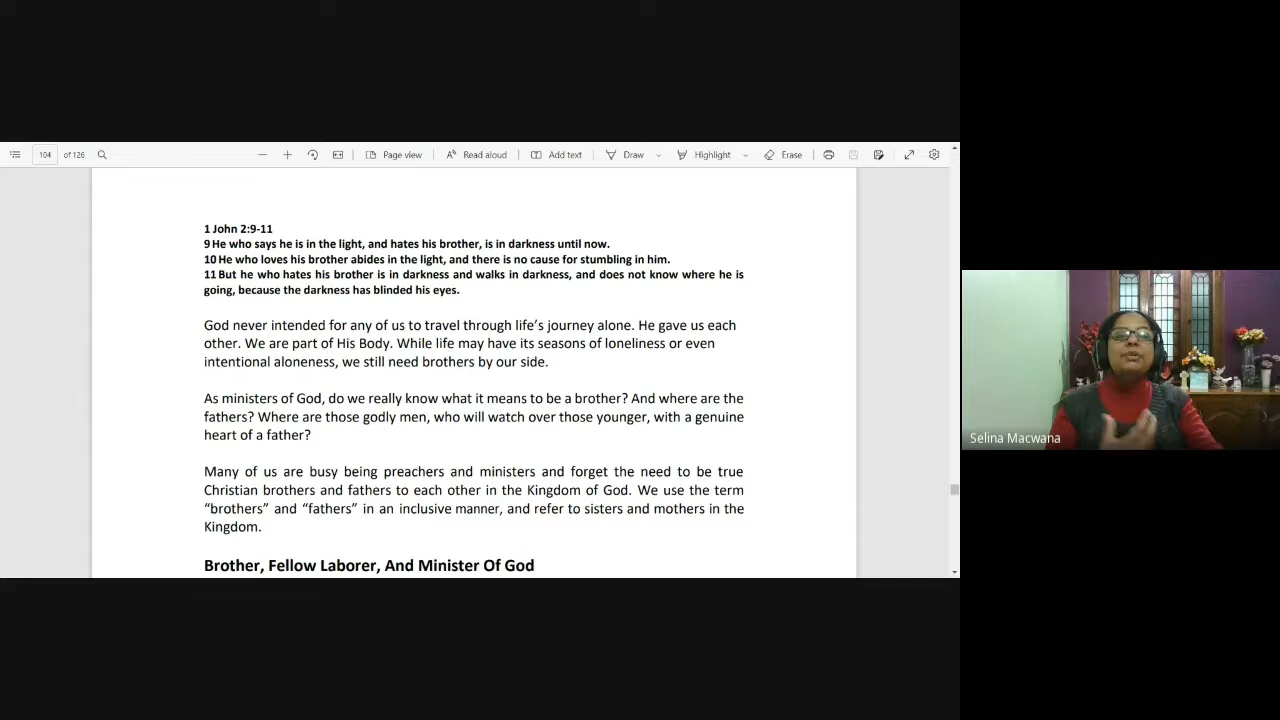 104 of 126 Page view Read aloud Add text Draw Highlight Erase
1 John 2:9-11
9 He who says he is in the light, and hates his brother, is in darkness until now.
10 He who loves his brother abides in the light, and there is no cause for stumbling in him.
11 But he who hates his brother is in darkness and walks in darkness, and does not know where he is
going, because the darkness has blinded his eyes.
God never intended for any of us to travel through life’s journey alone. He gave us each
other. We are part of His Body. While life may have its seasons of loneliness or even
intentional aloneness, we still need brothers by our side.
As ministers of God, do we really know what it means to be a brother? And where are the
fathers? Where are those godly men, who will watch over those younger, with a genuine
heart of a father?
Many of us are busy being preachers and ministers and forget the need to be true
Christian brothers and fathers to each other in the Kingdom of God. We use the term
“brothers” and “fathers” in an inclusive manner, and refer to sisters and mothers in the
Kingdom.
Brother, Fellow Laborer, And Minister Of God
Selina Macwana